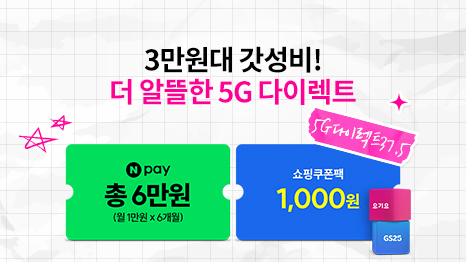 3만원대 갓성비!
더 알뜰한 5G 다이렉트
5G다이렉트37.5
N pay
총 6만원
(월 1만원 x 6개월)
쇼핑쿠폰팩
1,000원
요기요
GS25